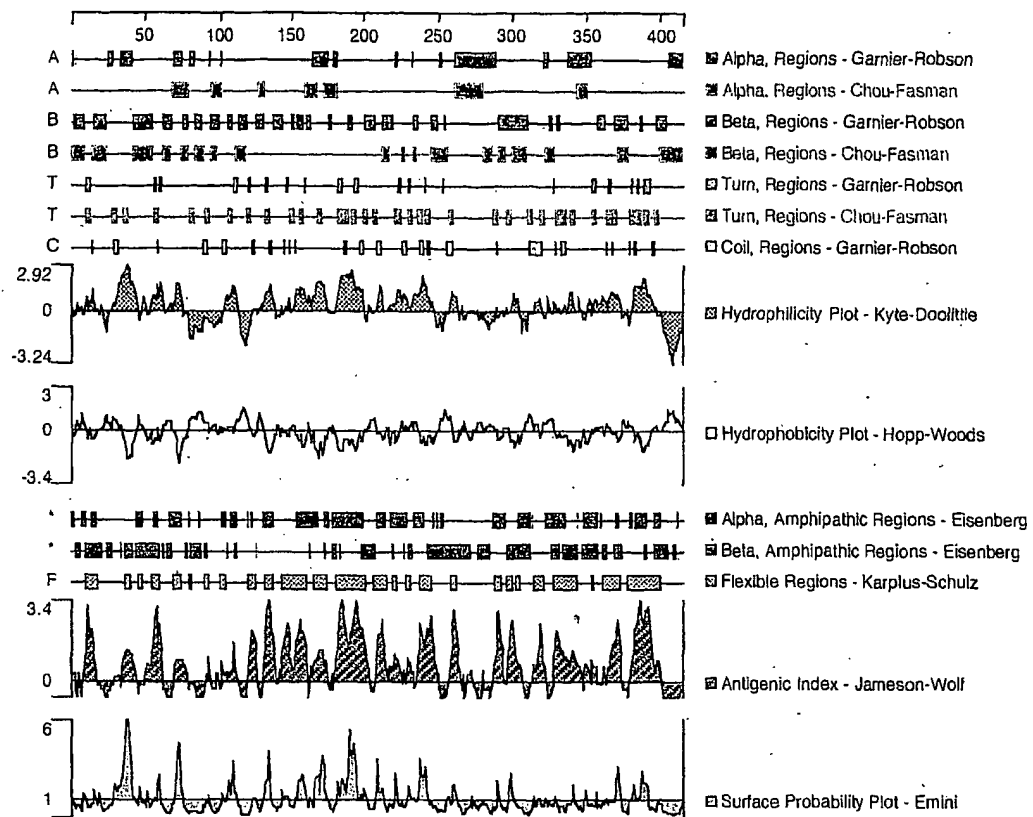 50 100 150 200 250 300 350 400
A Alpha, Regions - Garnier-Robson
A Alpha, Regions - Chou-Fasman
B Beta, Regions - Garnier-Robson
B Beta, Regions - Chou-Fasman
T Turn, Regions - Garnier-Robson
T Turn, Regions - Chou-Fasman
C Coil, Regions - Garnier-Robson
2.92
0 Hydrophilicity Plot - Kyte-Doolittle
-3.24
3
0 Hydrophobicity Plot - Hopp-Woods
-3.4
* Alpha, Amphipathic Regions - Eisenberg
* Beta, Amphipathic Regions - Eisenberg
F Flexible Regions - Karplus-Schulz
3.4
0 Antigenic Index - Jameson-Wolf
6
1 Surface Probability Plot - Emini